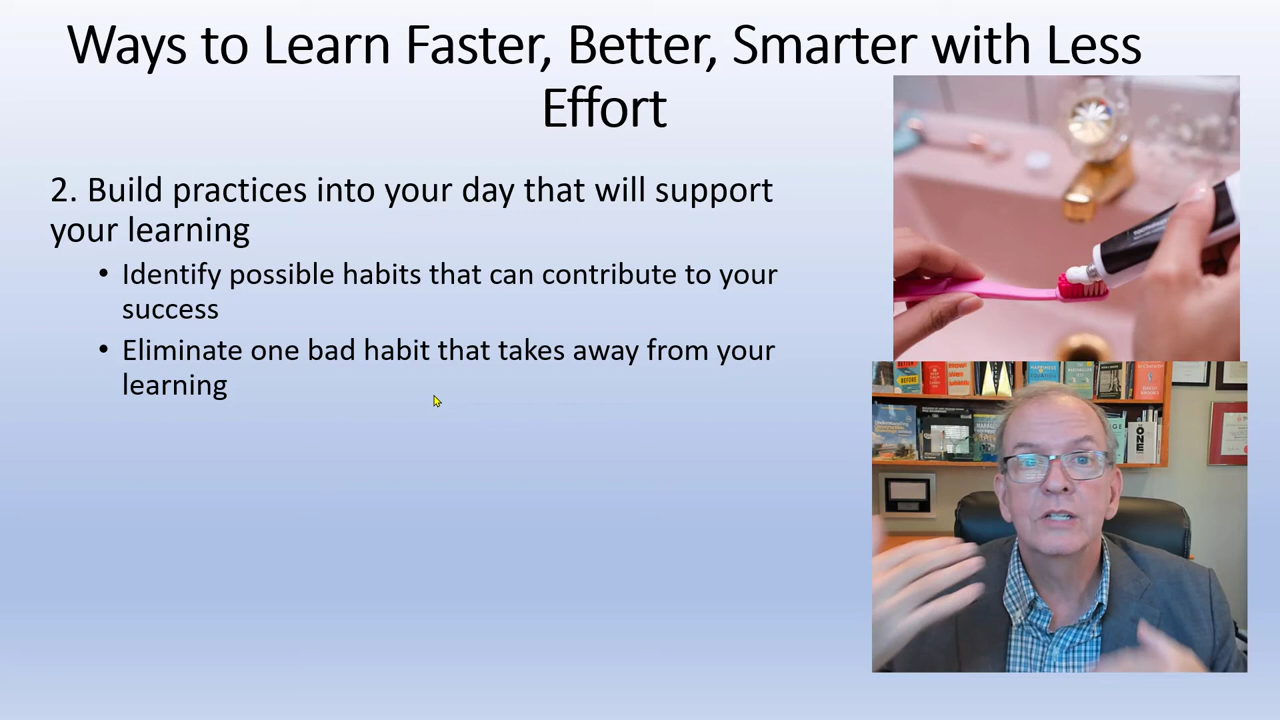 Ways to Learn Faster, Better, Smarter with Less
Effort
2. Build practices into your day that will support
your learning
• Identify possible habits that can contribute to your
success
• Eliminate one bad habit that takes away from your
learning
BETTER
BEFORE
ONE